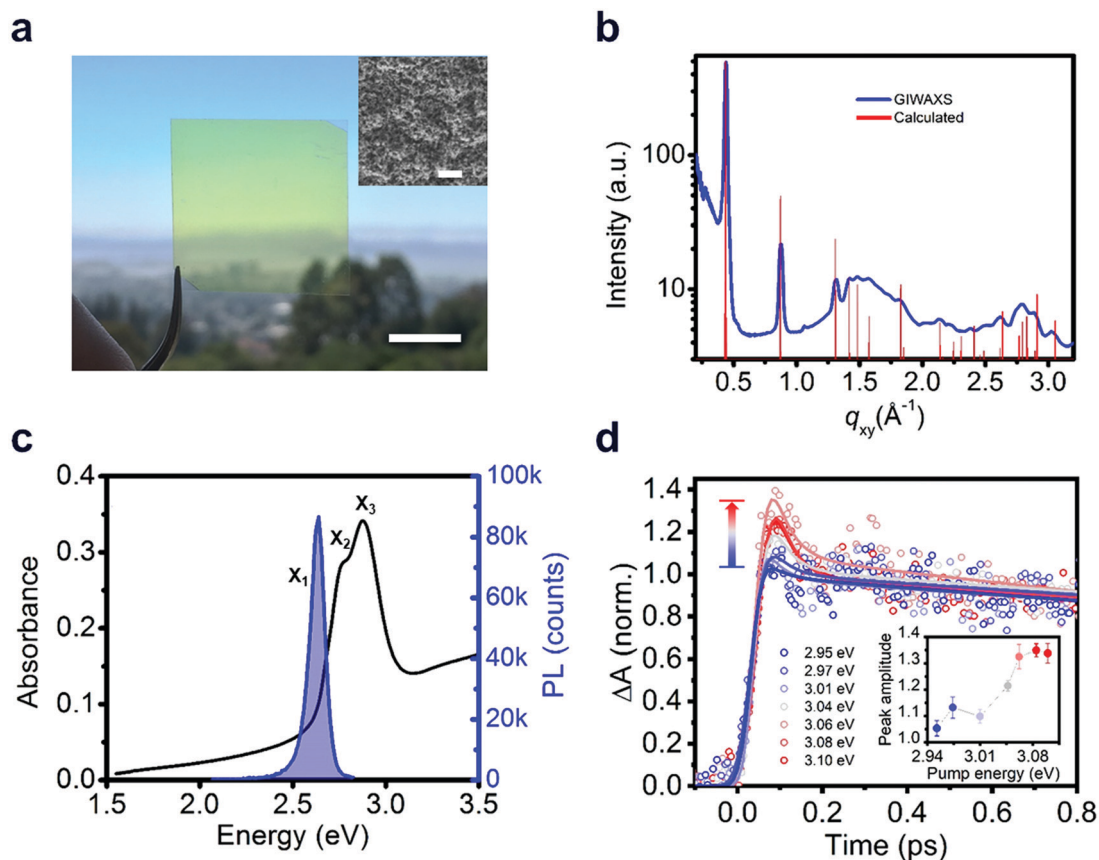 a
b
GIWAXS
Calculated
100
10
Intensity (a.u.)
0.5 1.0 1.5 2.0 2.5 3.0
q_xy(Å⁻¹)
c
0.4
0.3
0.2
0.1
0.0
Absorbance
X₁
X₂
X₃
100k
80k
60k
40k
20k
0
PL (counts)
1.5 2.0 2.5 3.0 3.5
Energy (eV)
d
1.4
1.2
1.0
0.8
0.6
0.4
0.2
0.0
ΔA (norm.)
2.95 eV
2.97 eV
3.01 eV
3.04 eV
3.06 eV
3.08 eV
3.10 eV
1.4
1.3
1.2
1.1
1.0
Peak amplitude
2.94 3.01 3.08
Pump energy (eV)
0.0 0.2 0.4 0.6 0.8
Time (ps)